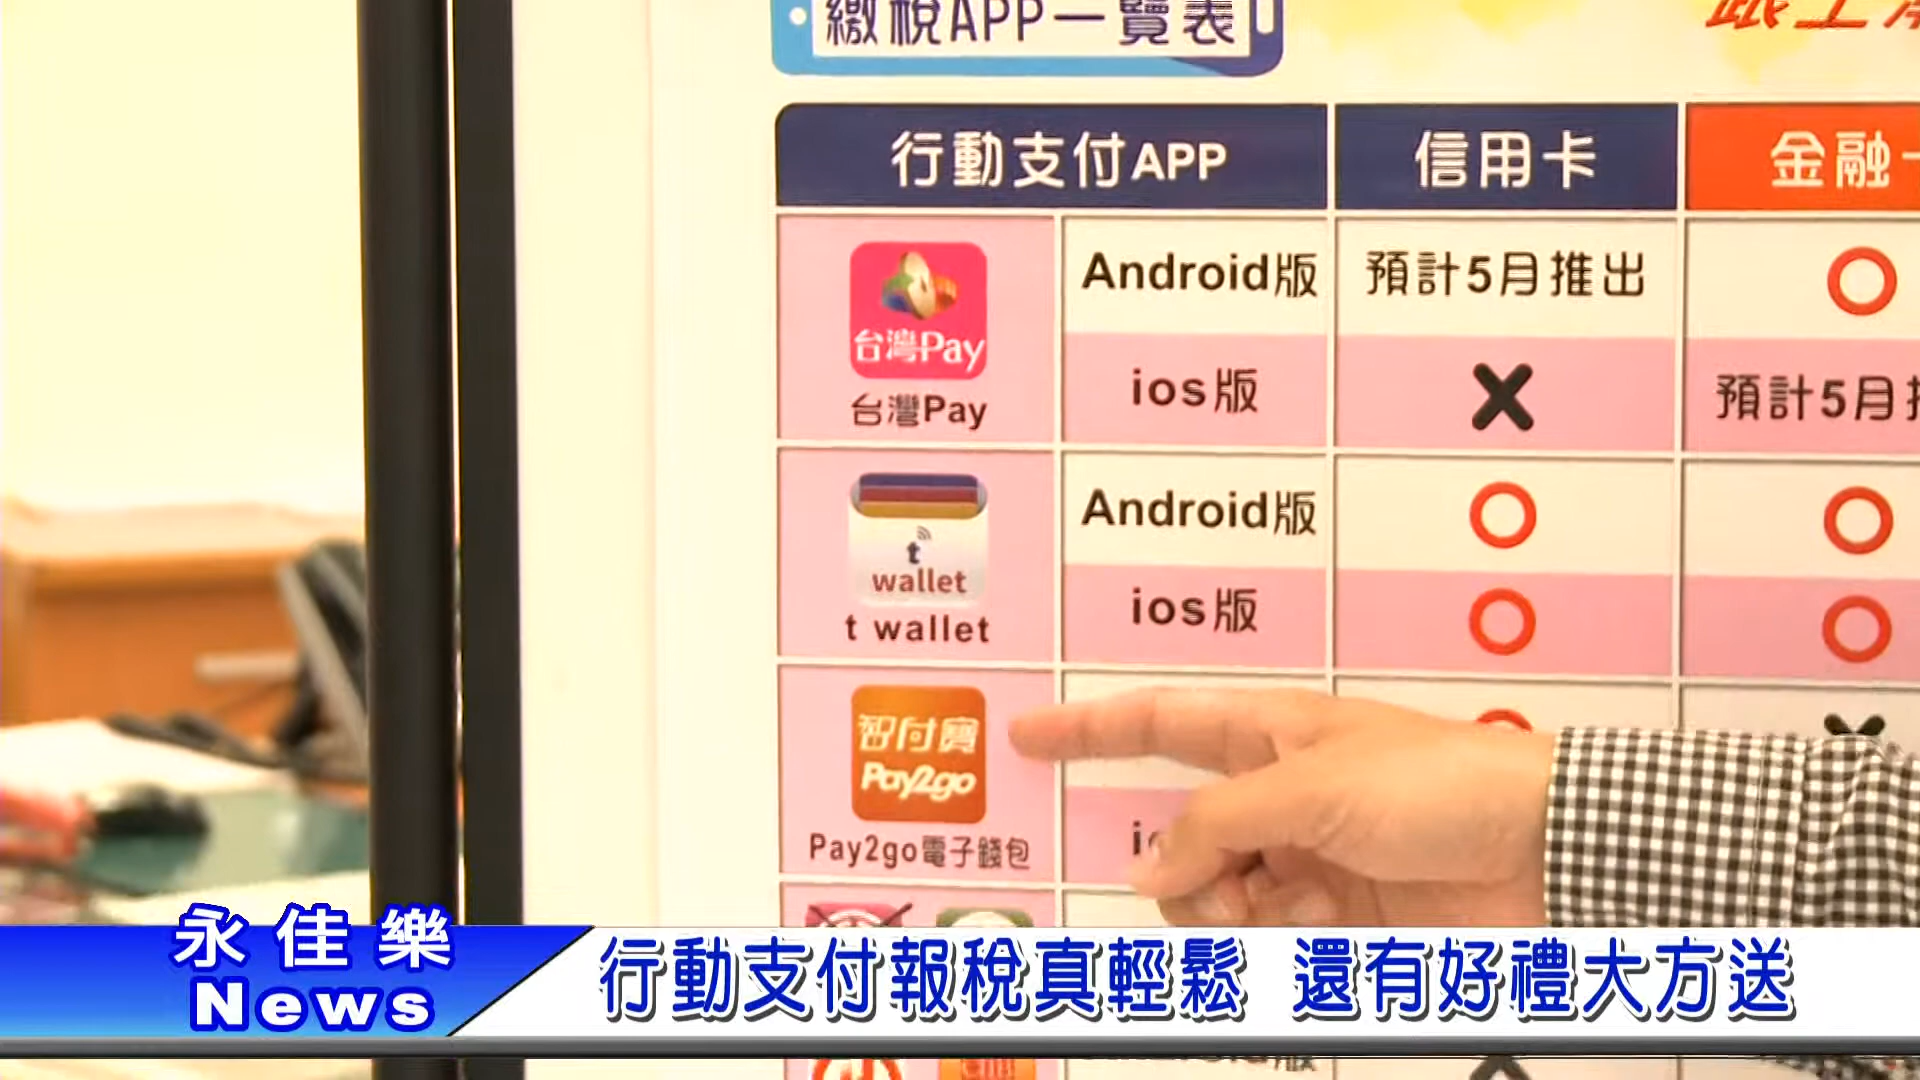 繳稅APP一覽表
跟上
行動支付APP 信用卡 金融
台灣Pay
台灣Pay
Android版 預計5月推出
ios版 預計5月
t
wallet
t wallet
Android版
ios版
智付寶
Pay2go
Pay2go電子錢包
永佳樂
News
行動支付報稅真輕鬆 還有好禮大方送